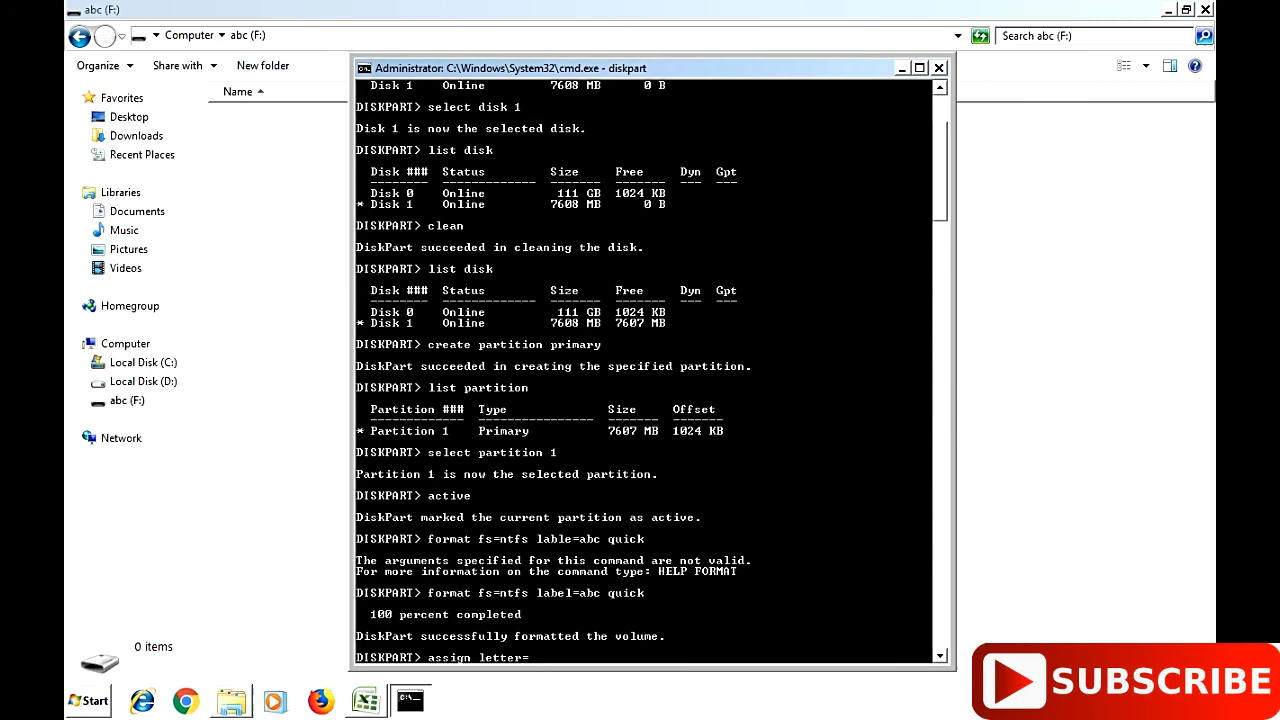 abc (F:)
Computer abc (F:)
Search abc (F:)
Organize Share with New folder
Name
Favorites
Desktop
Downloads
Recent Places
Libraries
Documents
Music
Pictures
Videos
Homegroup
Computer
Local Disk (C:)
Local Disk (D:)
abc (F:)
Network
0 items
Administrator: C:\Windows\System32\cmd.exe - diskpart
Disk 1 Online 7608 MB 0 B
DISKPART> select disk 1
Disk 1 is now the selected disk.
DISKPART> list disk
Disk ### Status Size Free Dyn Gpt
-------- ------------- ------- ------- --- ---
Disk 0 Online 111 GB 1024 KB
* Disk 1 Online 7608 MB 0 B
DISKPART> clean
DiskPart succeeded in cleaning the disk.
DISKPART> list disk
Disk ### Status Size Free Dyn Gpt
-------- ------------- ------- ------- --- ---
Disk 0 Online 111 GB 1024 KB
* Disk 1 Online 7608 MB 7607 MB
DISKPART> create partition primary
DiskPart succeeded in creating the specified partition.
DISKPART> list partition
Partition ### Type Size Offset
------------- ---------------- ------- -------
* Partition 1 Primary 7607 MB 1024 KB
DISKPART> select partition 1
Partition 1 is now the selected partition.
DISKPART> active
DiskPart marked the current partition as active.
DISKPART> format fs=ntfs lable=abc quick
The arguments specified for this command are not valid.
For more information on the command type: HELP FORMAT
DISKPART> format fs=ntfs label=abc quick
100 percent completed
DiskPart successfully formatted the volume.
DISKPART> assign letter=
Start
C:\
SUBSCRIBE